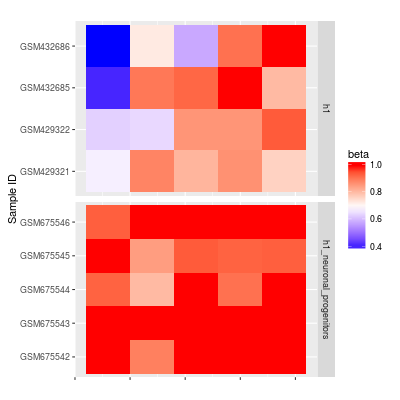 Sample ID
GSM432686
GSM432685
GSM429322
GSM429321
h1
GSM675546
GSM675545
GSM675544
GSM675543
GSM675542
h1_neuronal_progenitors
beta
1.0
0.8
0.6
0.4